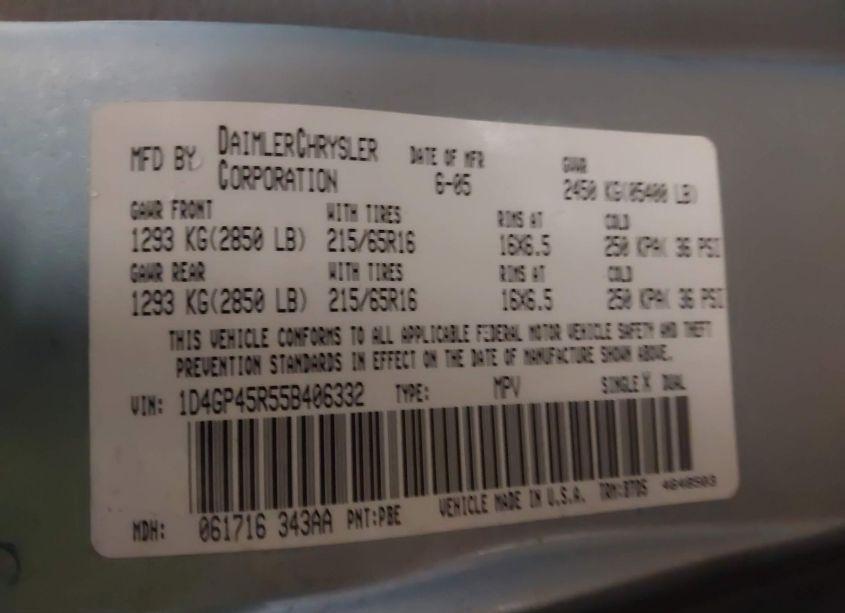 MFD BY DAIMLERCHRYSLER CORPORATION DATE OF MFR 6-05 GVWR 2450 KG(05400 LB)
GAWR FRONT WITH TIRES RIMS AT COLD
1293 KG(2850 LB) 215/65R16 16X6.5 250 KPA( 36 PSI
GAWR REAR WITH TIRES RIMS AT COLD
1293 KG(2850 LB) 215/65R16 16X6.5 250 KPA( 36 PSI
THIS VEHICLE CONFORMS TO ALL APPLICABLE FEDERAL MOTOR VEHICLE SAFETY AND THEFT
PREVENTION STANDARDS IN EFFECT ON THE DATE OF MANUFACTURE SHOWN ABOVE.
VIN: 1D4GP45R55B406332 TYPE: MPV SINGLE X DUAL
MDH: 061716 343AA PNT:PBE VEHICLE MADE IN U.S.A. TRM:B7D5 4648503